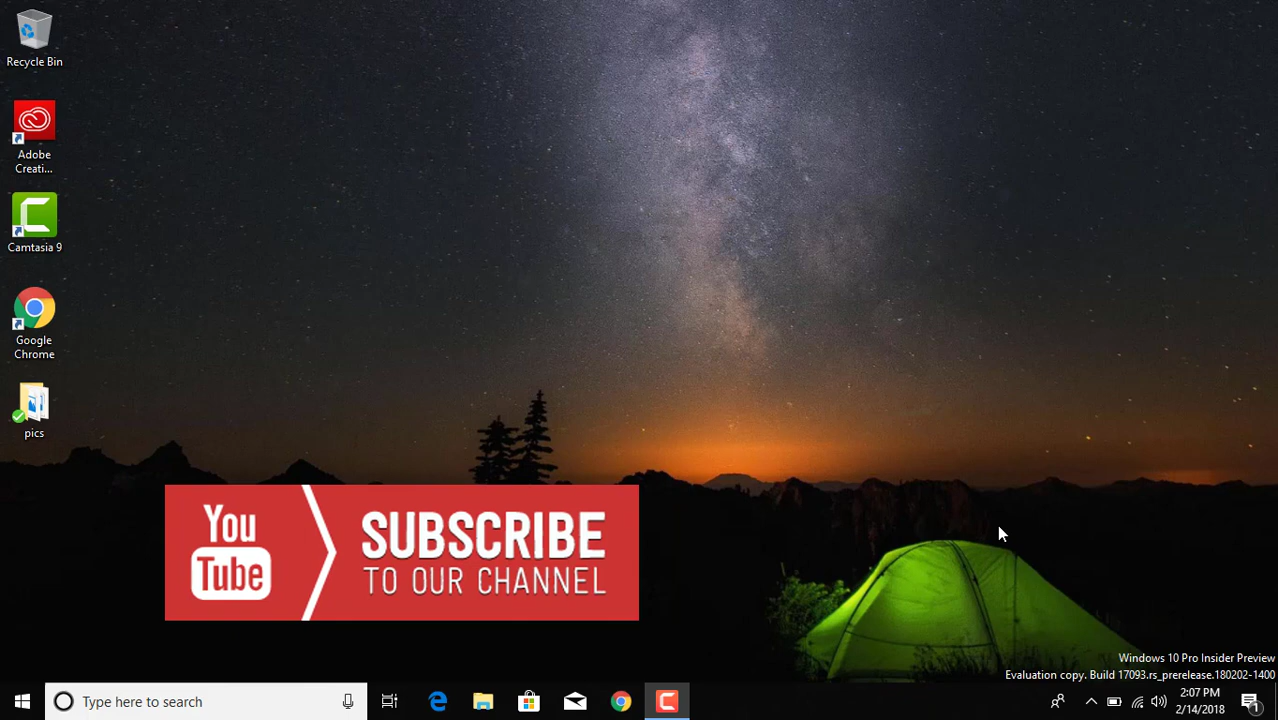 Recycle Bin
Adobe
Creati...
Camtasia 9
Google
Chrome
pics
You
Tube
SUBSCRIBE
TO OUR CHANNEL
Windows 10 Pro Insider Preview
Evaluation copy. Build 17093.rs_prerelease.180202-1400
Type here to search
2:07 PM
2/14/2018
1